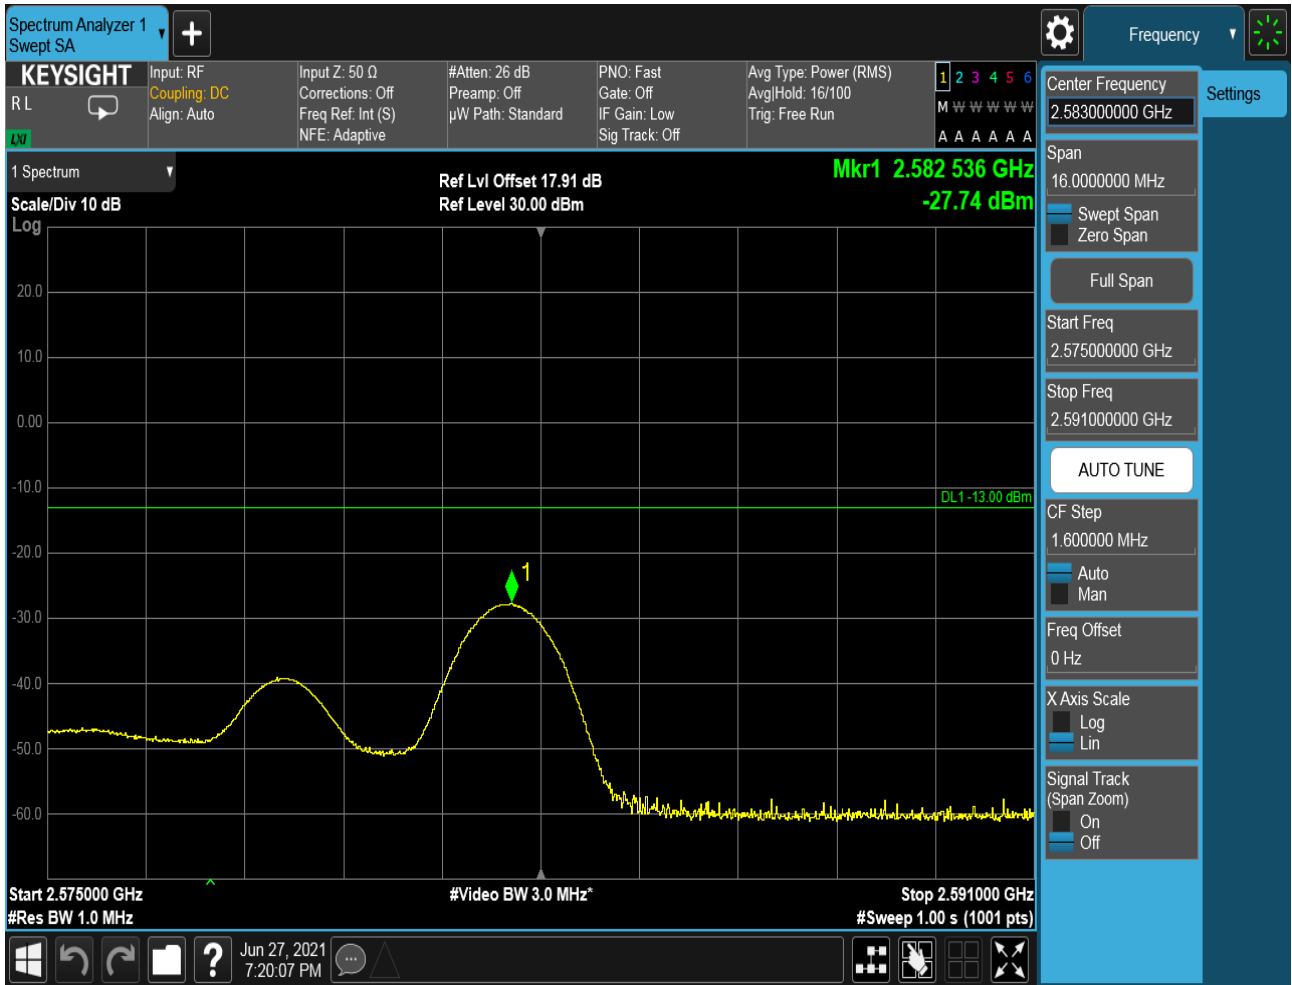 Spectrum Analyzer 1
Swept SA
Frequency
KEYSIGHT
R L
LXI
Input: RF
Coupling: DC
Align: Auto
Input Z: 50 Ω
Corrections: Off
Freq Ref: Int (S)
NFE: Adaptive
#Atten: 26 dB
Preamp: Off
µW Path: Standard
PNO: Fast
Gate: Off
IF Gain: Low
Sig Track: Off
Avg Type: Power (RMS)
Avg|Hold: 16/100
Trig: Free Run
1 2 3 4 5 6
M W W W W W
A A A A A A
1 Spectrum
Scale/Div 10 dB
Log
Ref Lvl Offset 17.91 dB
Ref Level 30.00 dBm
Mkr1 2.582 536 GHz
-27.74 dBm
20.0
10.0
0.00
-10.0
-20.0
-30.0
-40.0
-50.0
-60.0
DL1 -13.00 dBm
1
Start 2.575000 GHz
#Res BW 1.0 MHz
#Video BW 3.0 MHz*
Stop 2.591000 GHz
#Sweep 1.00 s (1001 pts)
Jun 27, 2021
7:20:07 PM
Center Frequency
2.583000000 GHz
Settings
Span
16.0000000 MHz
Swept Span
Zero Span
Full Span
Start Freq
2.575000000 GHz
Stop Freq
2.591000000 GHz
AUTO TUNE
CF Step
1.600000 MHz
Auto
Man
Freq Offset
0 Hz
X Axis Scale
Log
Lin
Signal Track
(Span Zoom)
On
Off